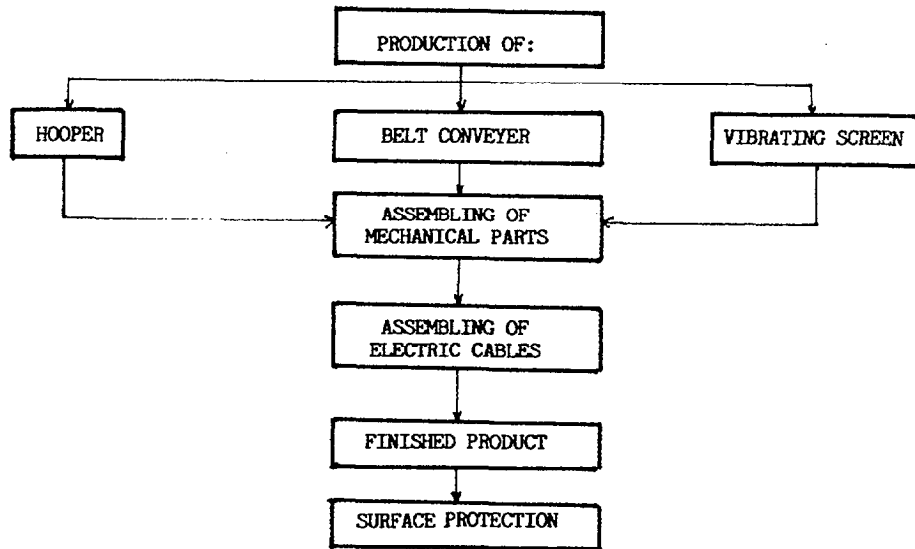 PRODUCTION OF:
HOOPER
BELT CONVEYER
VIBRATING SCREEN
ASSEMBLING OF
MECHANICAL PARTS
ASSEMBLING OF
ELECTRIC CABLES
FINISHED PRODUCT
SURFACE PROTECTION